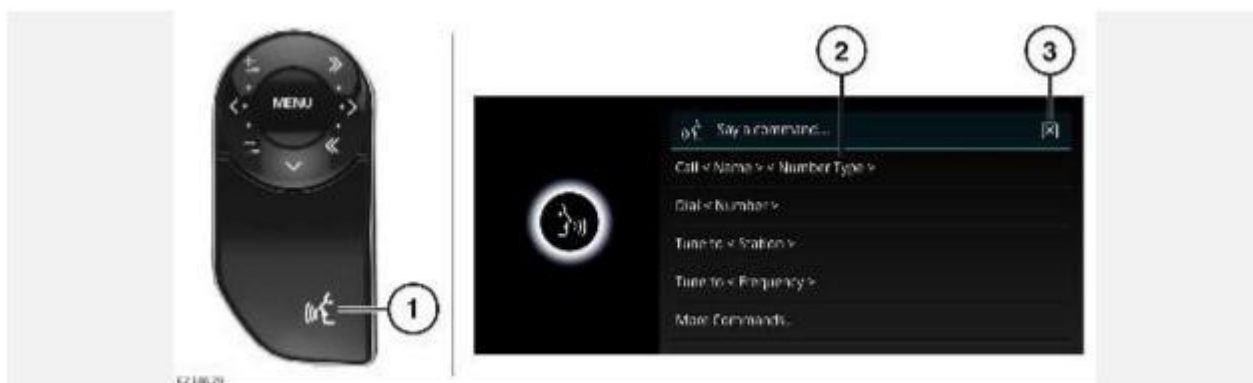 MENU
1
2
3
Say a command...
Call < Name > < Number Type >
Dial < Number >
Tune to < Station >
Tune to < Frequency >
More Commands...